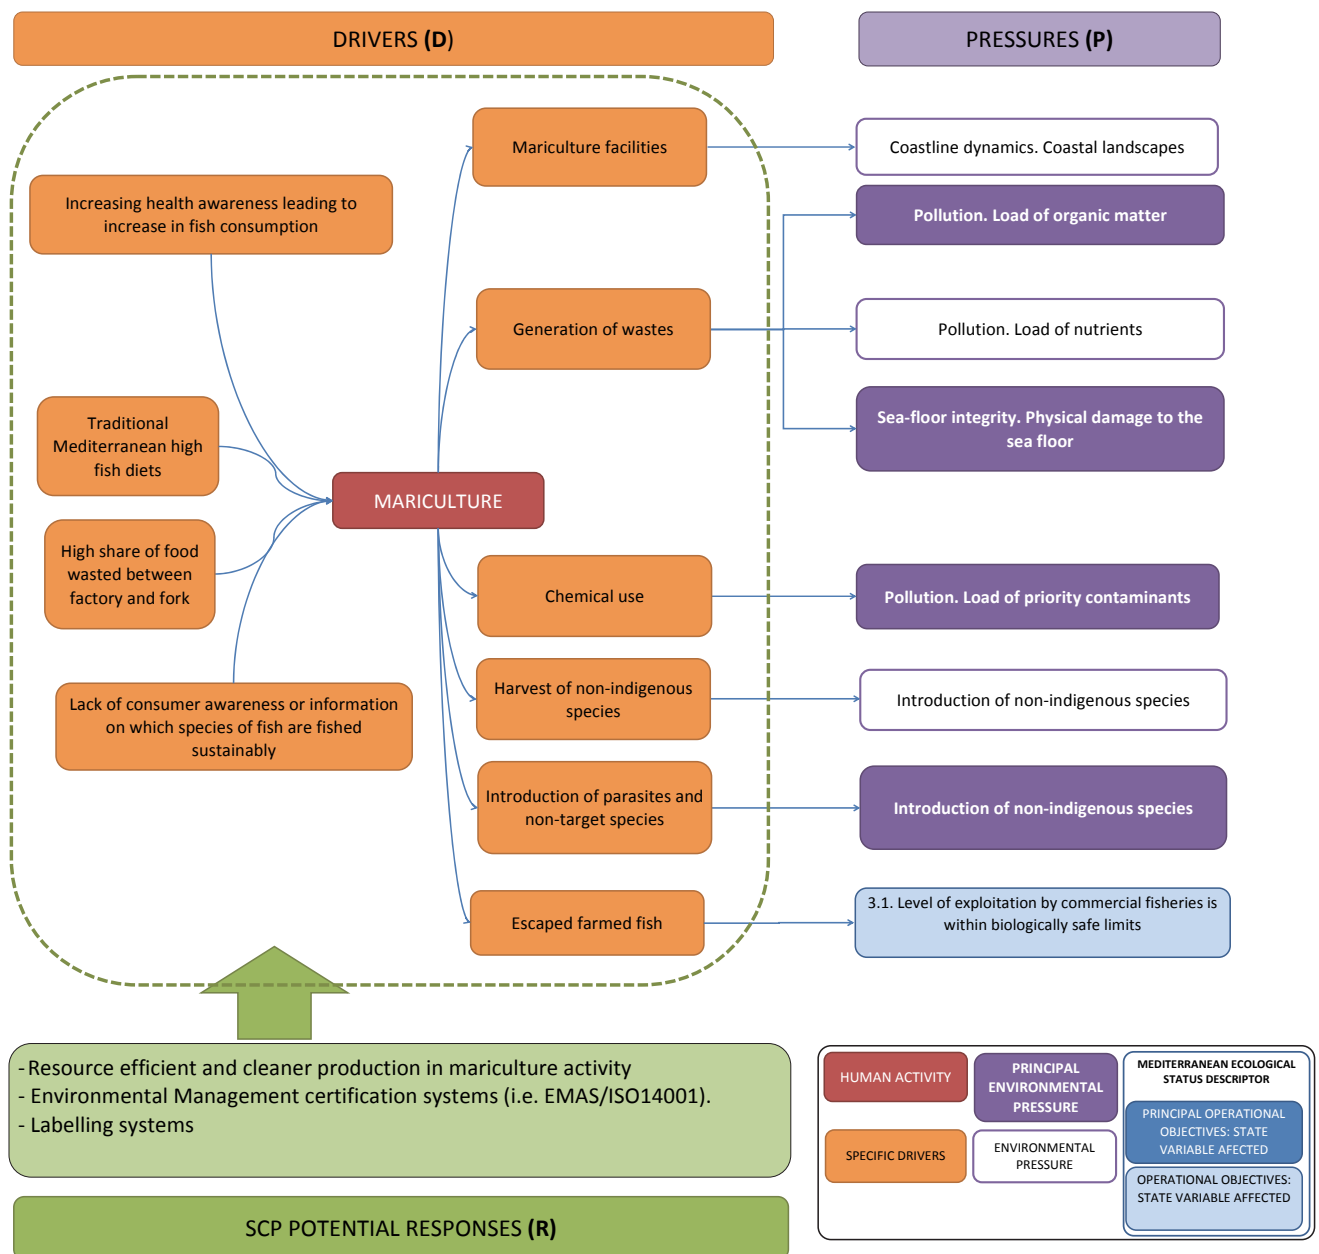 DRIVERS (D)
PRESSURES (P)
Mariculture facilities
Coastline dynamics. Coastal landscapes
Increasing health awareness leading to
increase in fish consumption
Pollution. Load of organic matter
Generation of wastes
Pollution. Load of nutrients
Traditional
Mediterranean high
fish diets
Sea-floor integrity. Physical damage to the
sea floor
MARICULTURE
High share of food
wasted between
factory and fork
Chemical use
Pollution. Load of priority contaminants
Lack of consumer awareness or information
on which species of fish are fished
sustainably
Harvest of non-indigenous
species
Introduction of non-indigenous species
Introduction of parasites and
non-target species
Introduction of non-indigenous species
Escaped farmed fish
3.1. Level of exploitation by commercial fisheries is
within biologically safe limits
- Resource efficient and cleaner production in mariculture activity
- Environmental Management certification systems (i.e. EMAS/ISO14001).
- Labelling systems
SCP POTENTIAL RESPONSES (R)
HUMAN ACTIVITY
PRINCIPAL
ENVIRONMENTAL
PRESSURE
MEDITERRANEAN ECOLOGICAL
STATUS DESCRIPTOR
PRINCIPAL OPERATIONAL
OBJECTIVES: STATE
VARIABLE AFECTED
SPECIFIC DRIVERS
ENVIRONMENTAL
PRESSURE
OPERATIONAL OBJECTIVES:
STATE VARIABLE AFFECTED